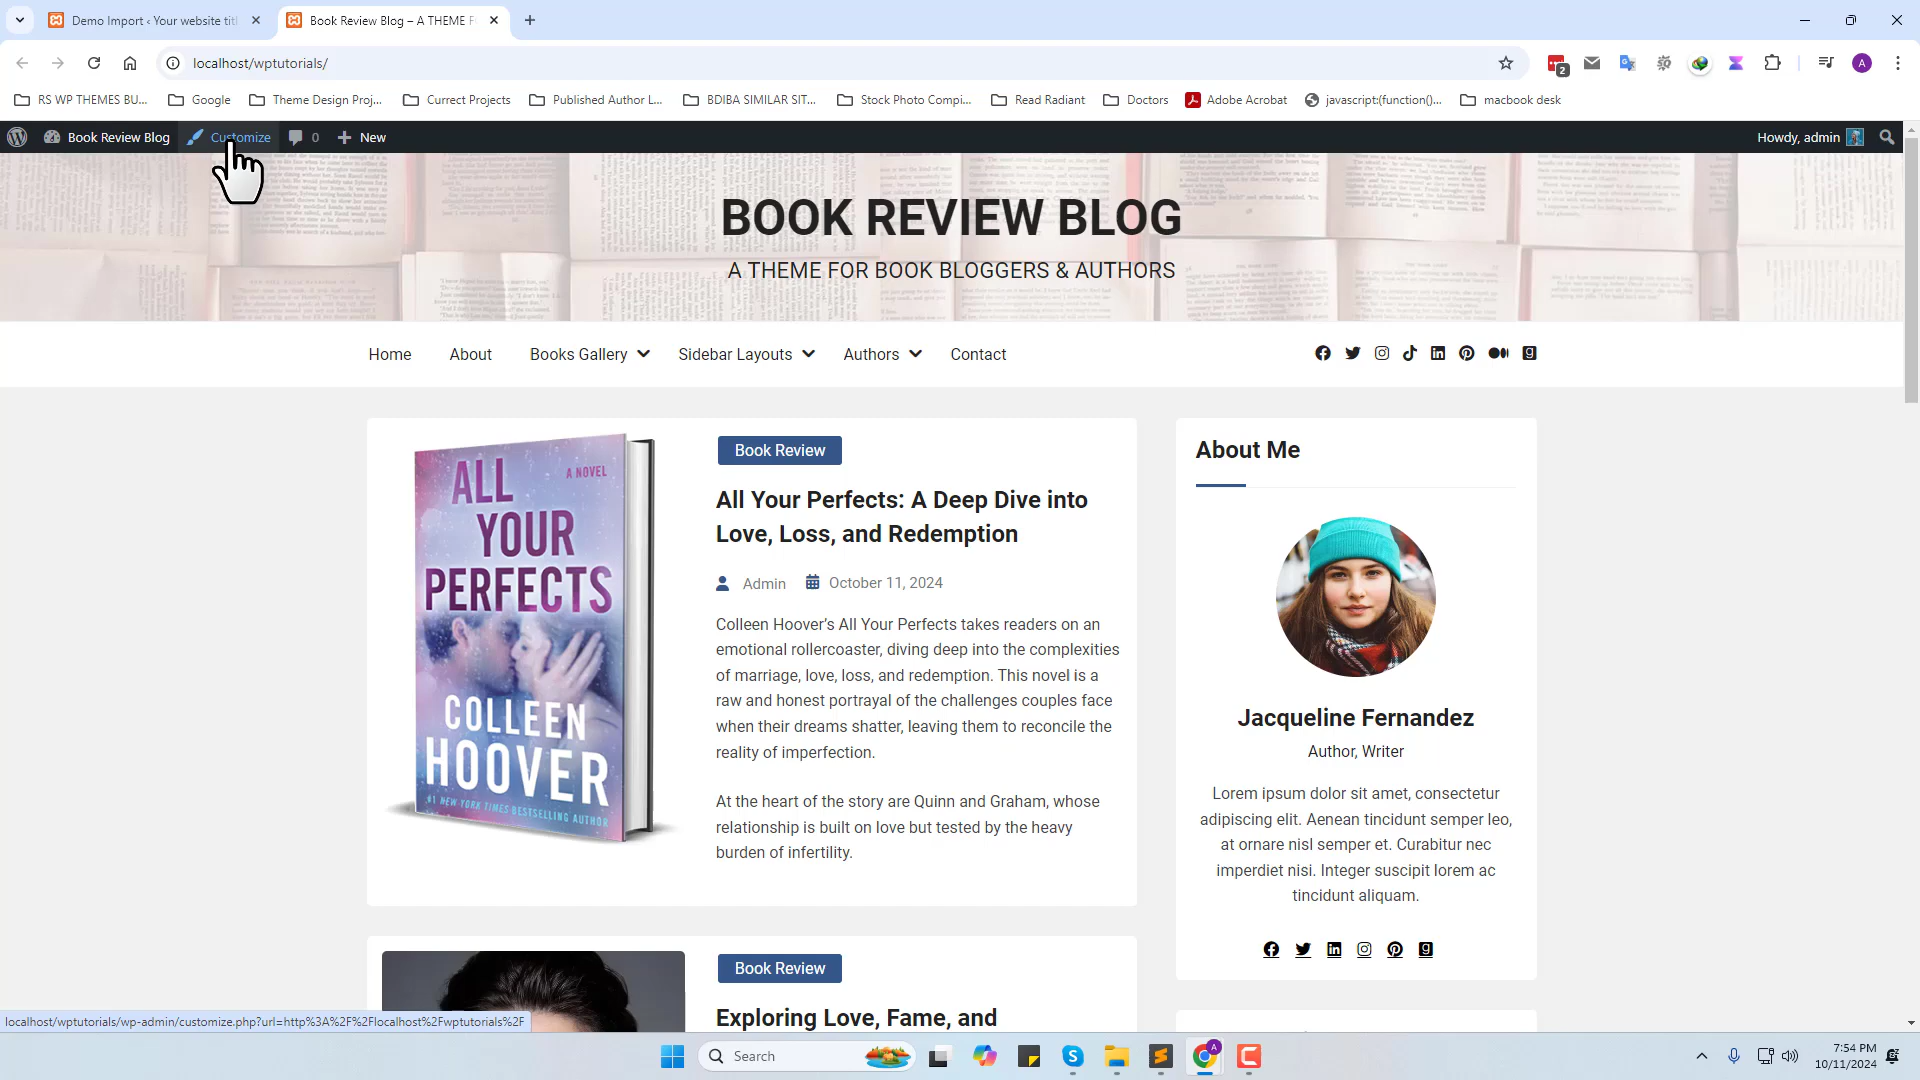 Demo Import ‹ Your website titl
Book Review Blog – A THEME F
localhost/wptutorials/
2
A
RS WP THEMES BU...
Google
Theme Design Proj...
Currect Projects
Published Author L...
BDIBA SIMILAR SIT...
Stock Photo Compi...
Read Radiant
Doctors
Adobe Acrobat
javascript:(function()...
macbook desk
Book Review Blog
Customize
0
New
Howdy, admin
BOOK REVIEW BLOG
A THEME FOR BOOK BLOGGERS & AUTHORS
Home
About
Books Gallery
Sidebar Layouts
Authors
Contact
ALL
A NOVEL
YOUR
PERFECTS
COLLEEN
HOOVER
#1 NEW YORK TIMES BESTSELLING AUTHOR
Book Review
All Your Perfects: A Deep Dive into
Love, Loss, and Redemption
Admin
October 11, 2024
Colleen Hoover’s All Your Perfects takes readers on an
emotional rollercoaster, diving deep into the complexities
of marriage, love, loss, and redemption. This novel is a
raw and honest portrayal of the challenges couples face
when their dreams shatter, leaving them to reconcile the
reality of imperfection.
At the heart of the story are Quinn and Graham, whose
relationship is built on love but tested by the heavy
burden of infertility.
About Me
Jacqueline Fernandez
Author, Writer
Lorem ipsum dolor sit amet, consectetur
adipiscing elit. Aenean tincidunt semper leo,
at ornare nisl semper et. Curabitur nec
imperdiet nisi. Integer suscipit lorem ac
tincidunt aliquam.
Book Review
Exploring Love, Fame, and
localhost/wptutorials/wp-admin/customize.php?url=http%3A%2F%2Flocalhost%2Fwptutorials%2F
Search
A
7:54 PM
10/11/2024